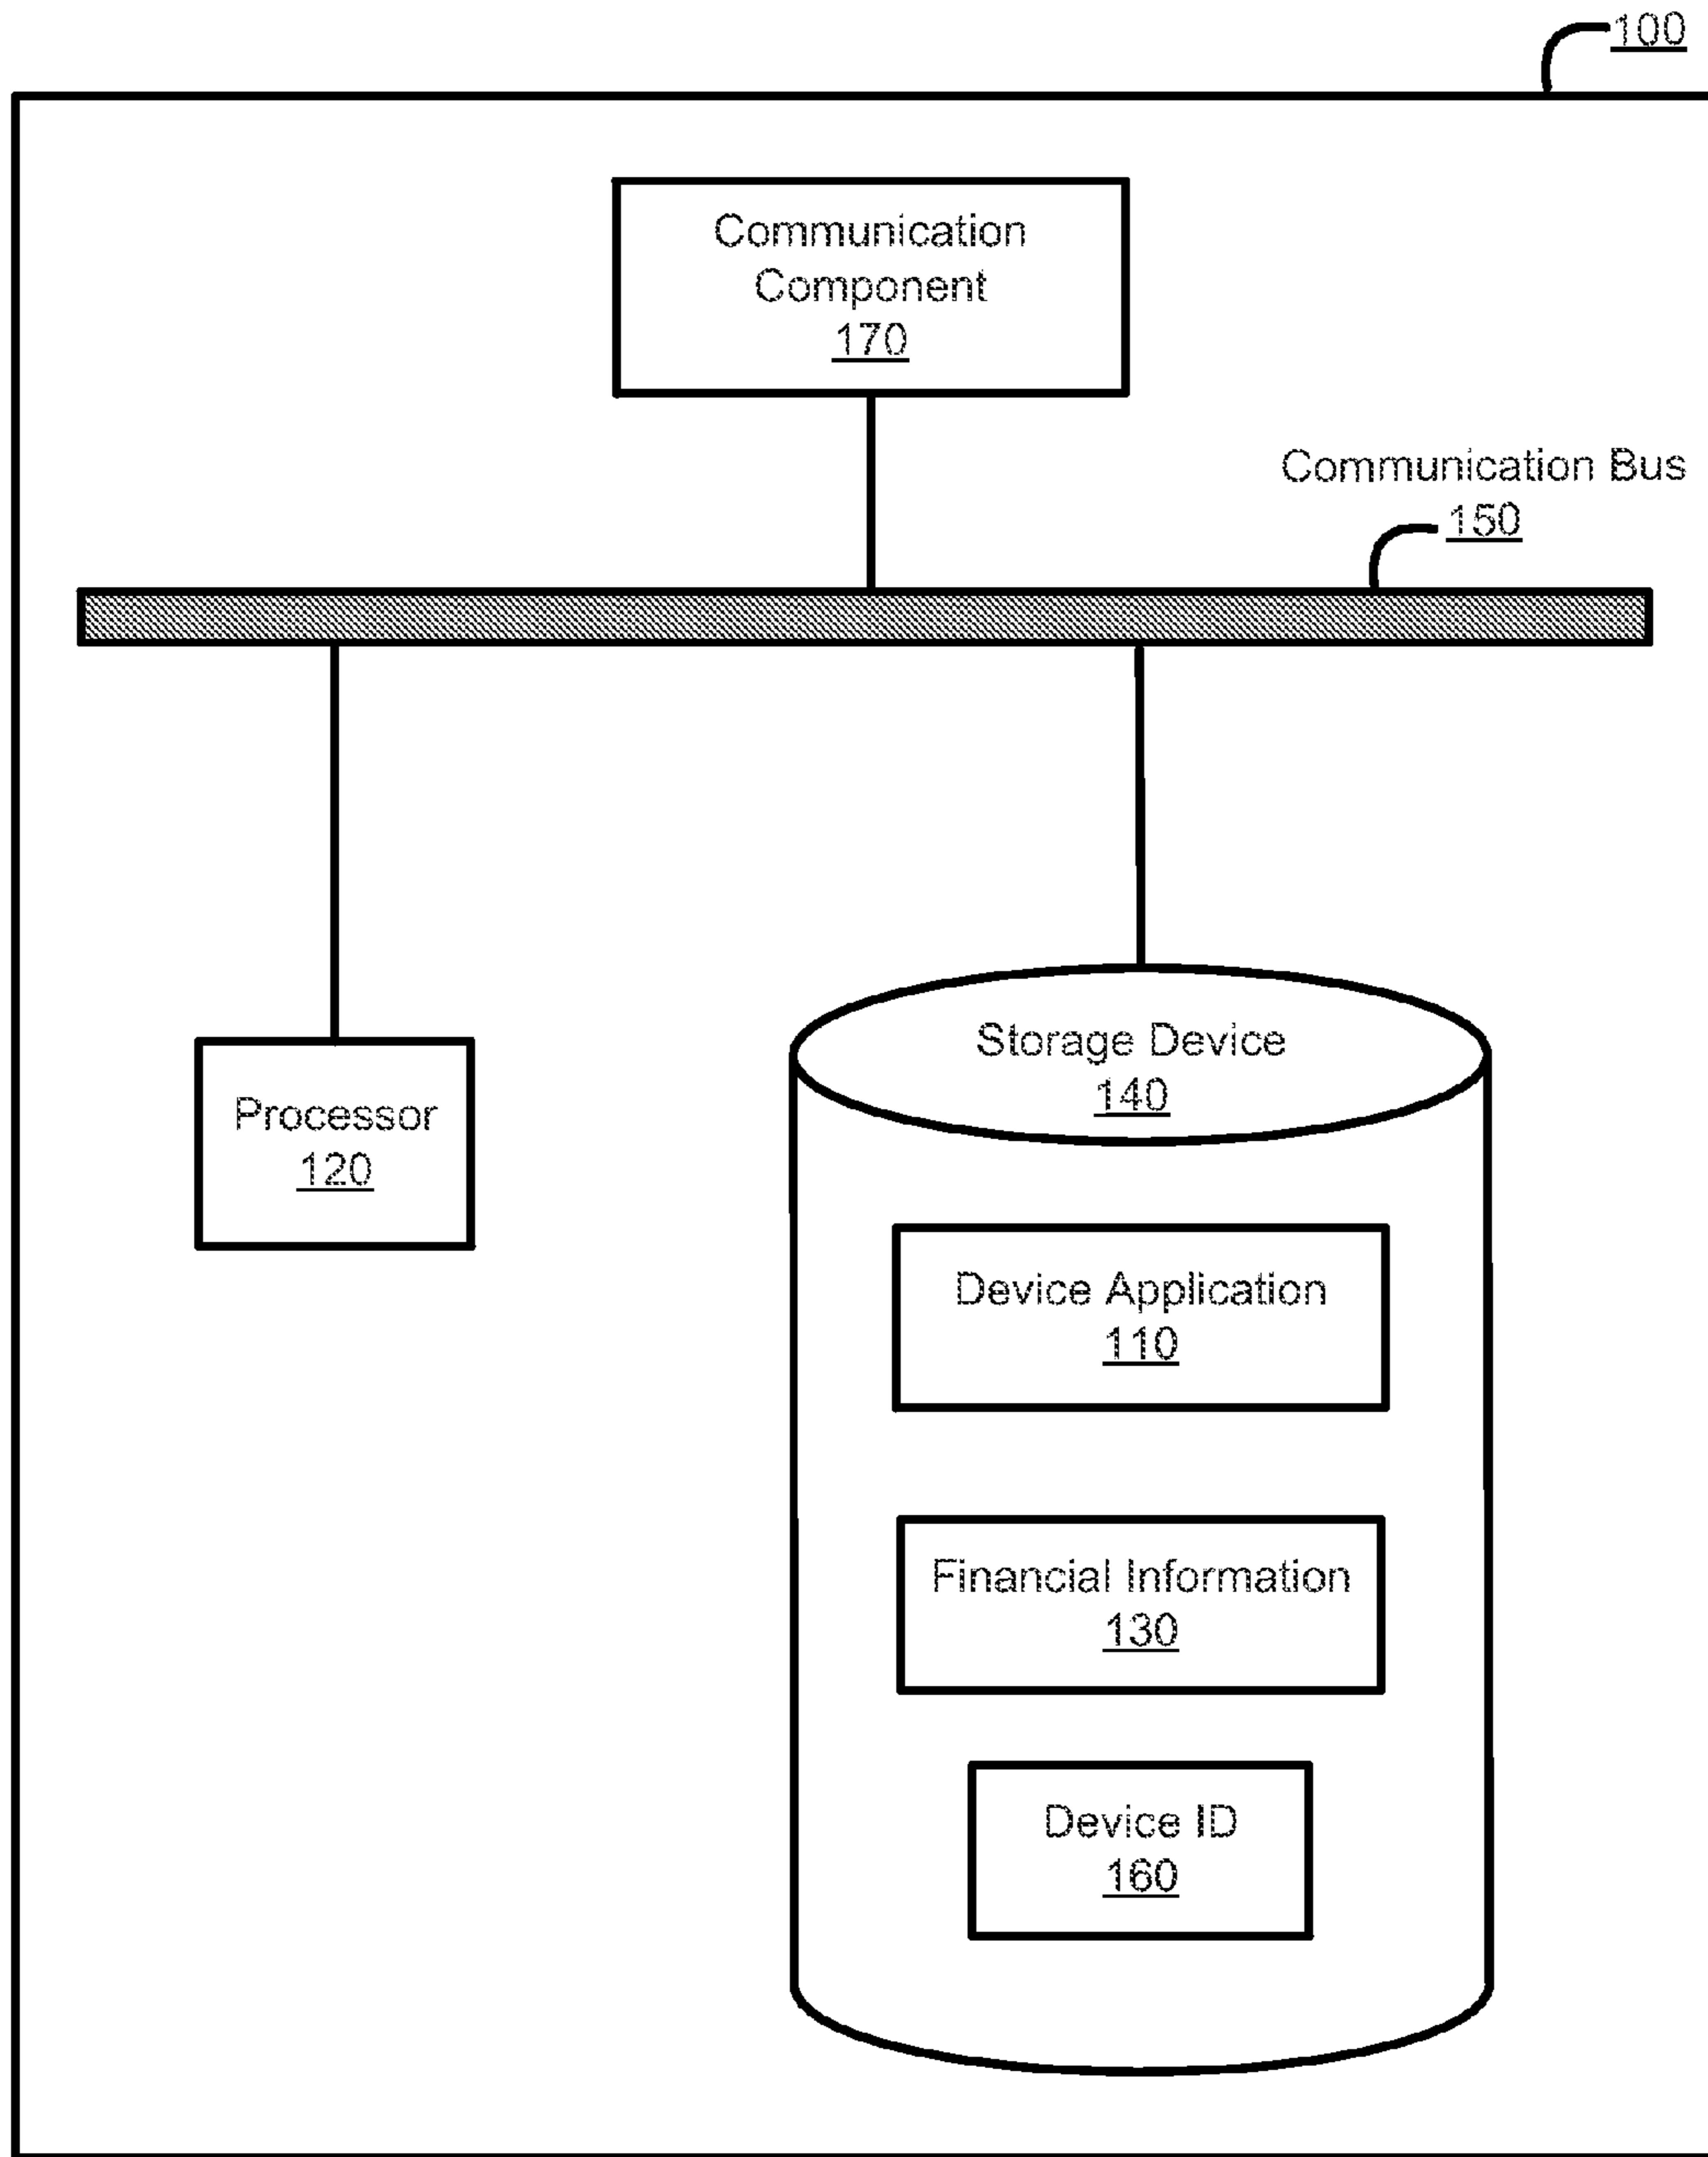 100
Communication
Component
170
Communication Bus
150
Processor
120
Storage Device
140
Device Application
110
Financial Information
130
Device ID
160